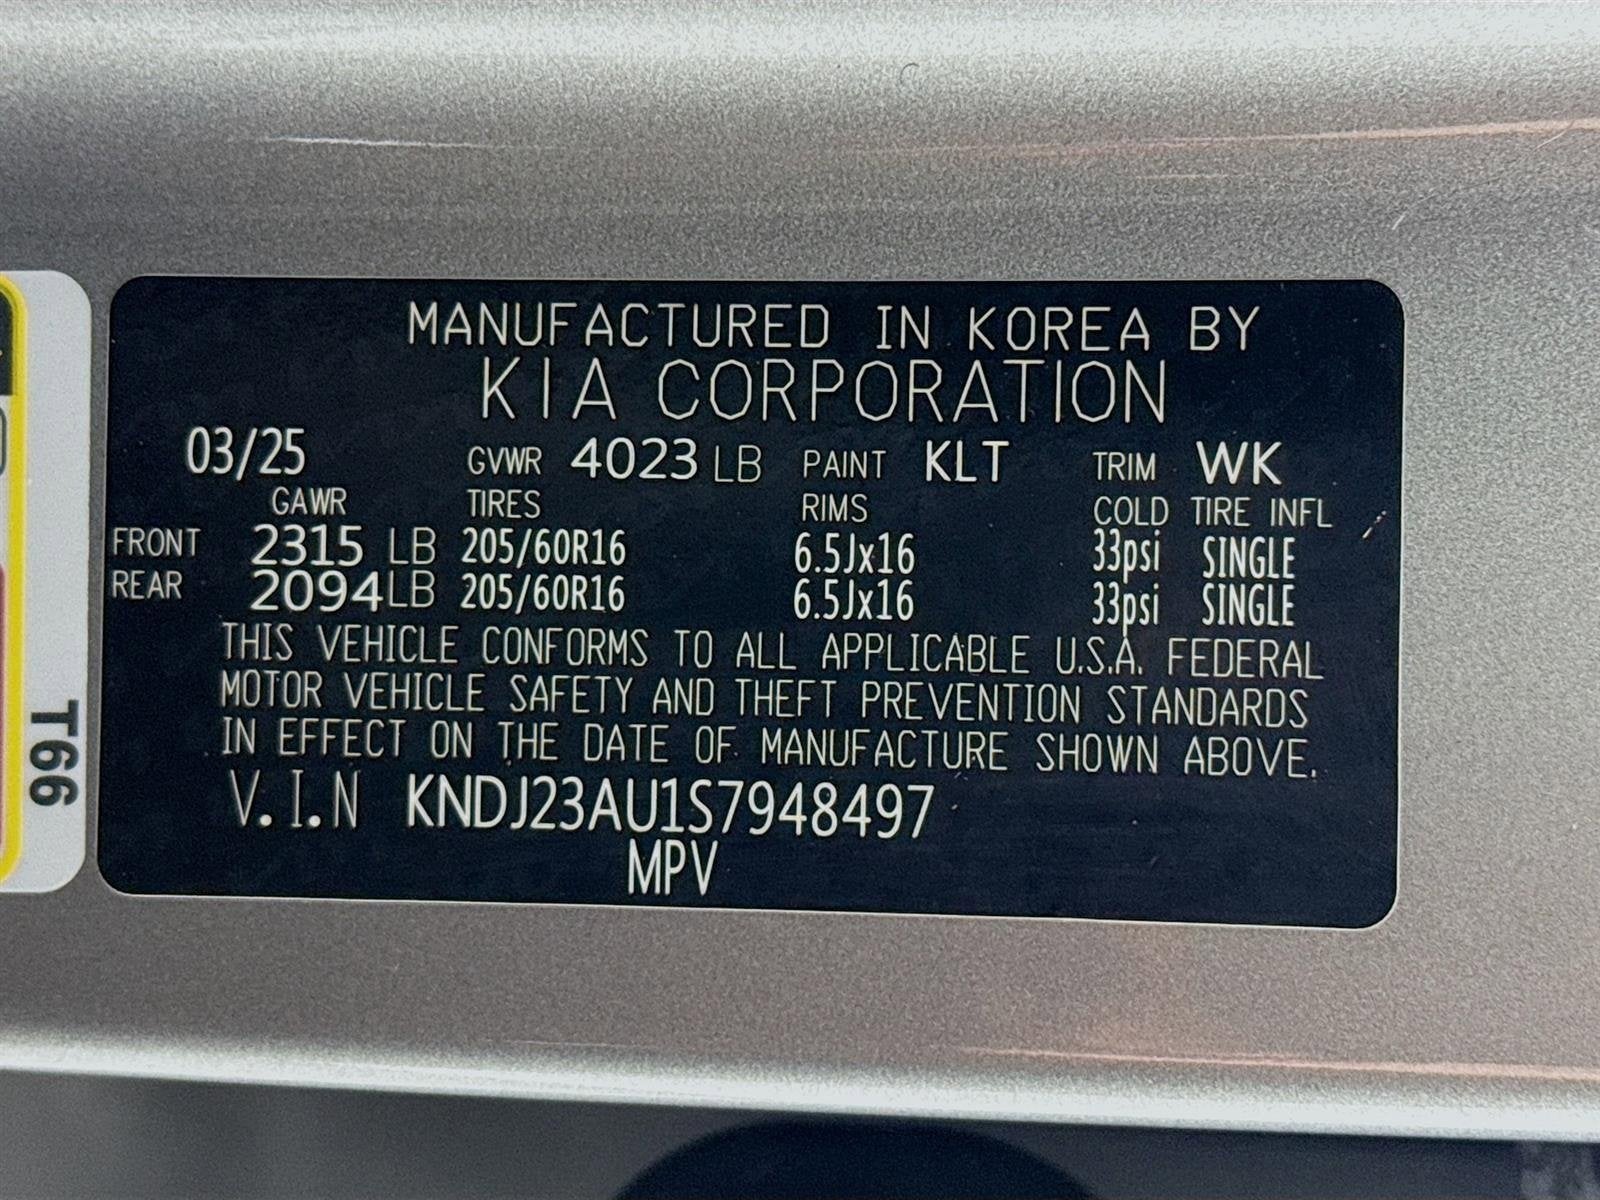 MANUFACTURED IN KOREA BY
KIA CORPORATION
03/25 GVWR 4023 LB PAINT KLT TRIM WK
GAWR TIRES RIMS COLD TIRE INFL
FRONT 2315 LB 205/60R16 6.5Jx16 33psi SINGLE
REAR 2094 LB 205/60R16 6.5Jx16 33psi SINGLE
THIS VEHICLE CONFORMS TO ALL APPLICABLE U.S.A. FEDERAL
MOTOR VEHICLE SAFETY AND THEFT PREVENTION STANDARDS
IN EFFECT ON THE DATE OF MANUFACTURE SHOWN ABOVE.
V.I.N KNDJ23AU1S7948497
MPV
T66